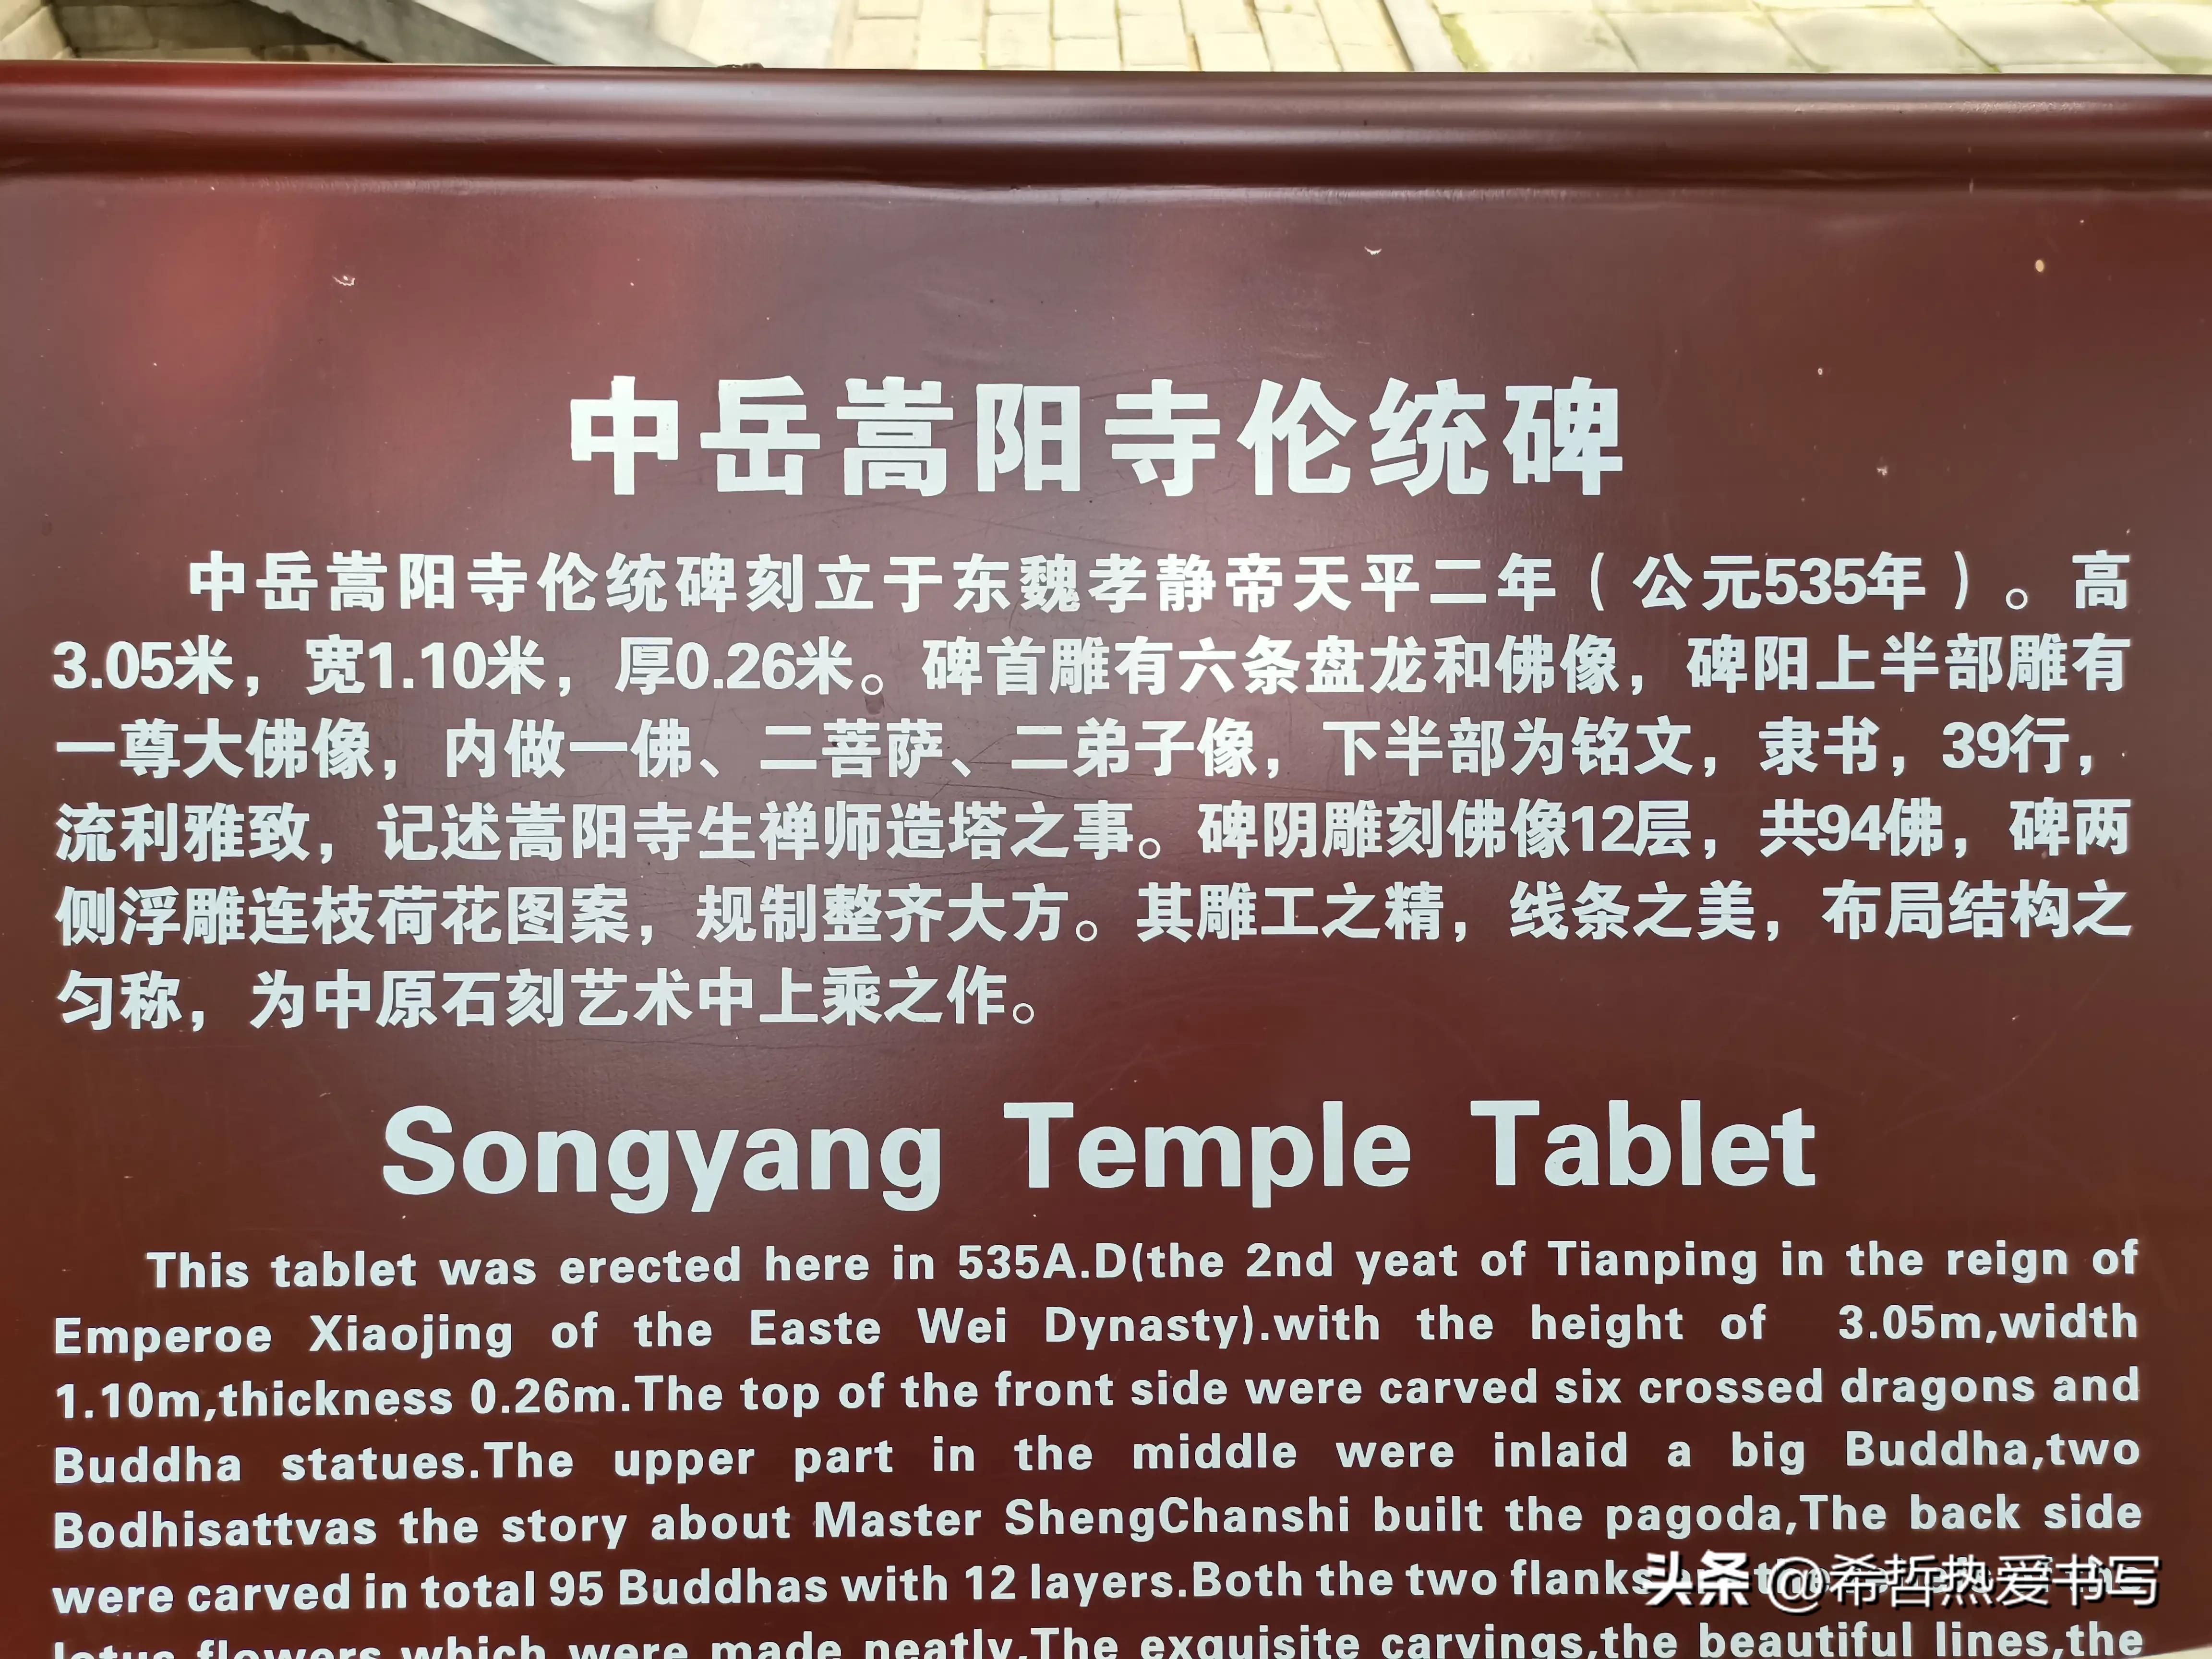 中岳嵩阳寺伦统碑
中岳嵩阳寺伦统碑刻立于东魏孝静帝天平二年（公元535年）。高
3.05米，宽1.10米，厚0.26米。碑首雕有六条盘龙和佛像，碑阳上半部雕有
一尊大佛像，内做一佛、二菩萨、二弟子像，下半部为铭文，隶书，39行，
流利雅致，记述嵩阳寺生禅师造塔之事。碑阴雕刻佛像12层，共94佛，碑两
侧浮雕连枝荷花图案，规制整齐大方。其雕工之精，线条之美，布局结构之
匀称，为中原石刻艺术中上乘之作。
Songyang Temple Tablet
This tablet was erected here in 535A.D(the 2nd yeat of Tianping in the reign of
Emperoe Xiaojing of the Easte Wei Dynasty).with the height of 3.05m,width
1.10m,thickness 0.26m.The top of the front side were carved six crossed dragons and
Buddha statues.The upper part in the middle were inlaid a big Buddha,two
Bodhisattvas the story about Master ShengChanshi built the pagoda,The back side
were carved in total 95 Buddhas with 12 layers.Both the two flanks
lotus flowers which were made neatly,The exquisite carvings,the beautiful lines,the
头条 @希哲热爱书写